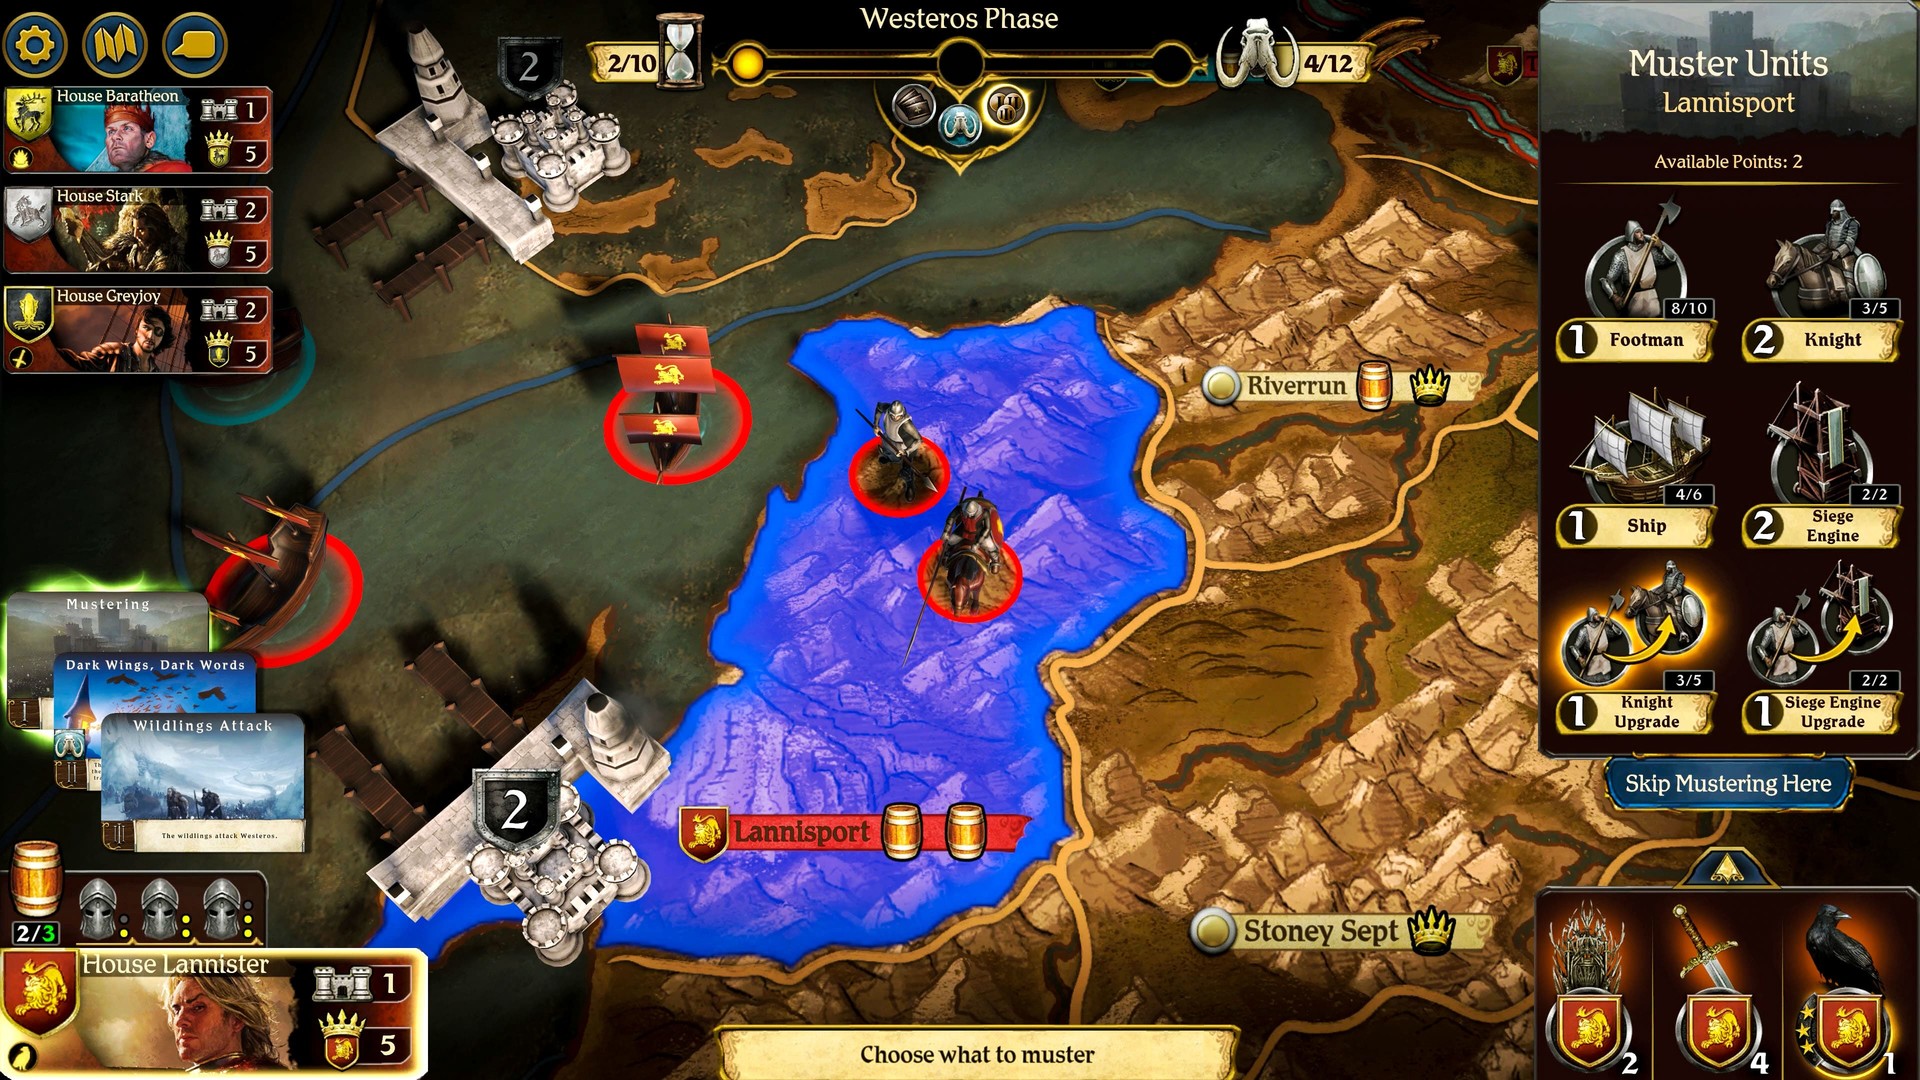 Westeros Phase
2/10
4/12
2
House Baratheon
1
5
House Stark
2
5
House Greyjoy
2
5
Muster Units
Lannisport
Available Points: 2
8/10
1 Footman
3/5
2 Knight
4/6
1 Ship
2/2
2 Siege
Engine
3/5
1 Knight
Upgrade
2/2
1 Siege Engine
Upgrade
Skip Mustering Here
Riverrun
Mustering
I
Dark Wings, Dark Words
II
Wildlings Attack
The wildlings attack Westeros.
2
Lannisport
Stoney Sept
2/3
House Lannister
1
5
Choose what to muster
2
4
1